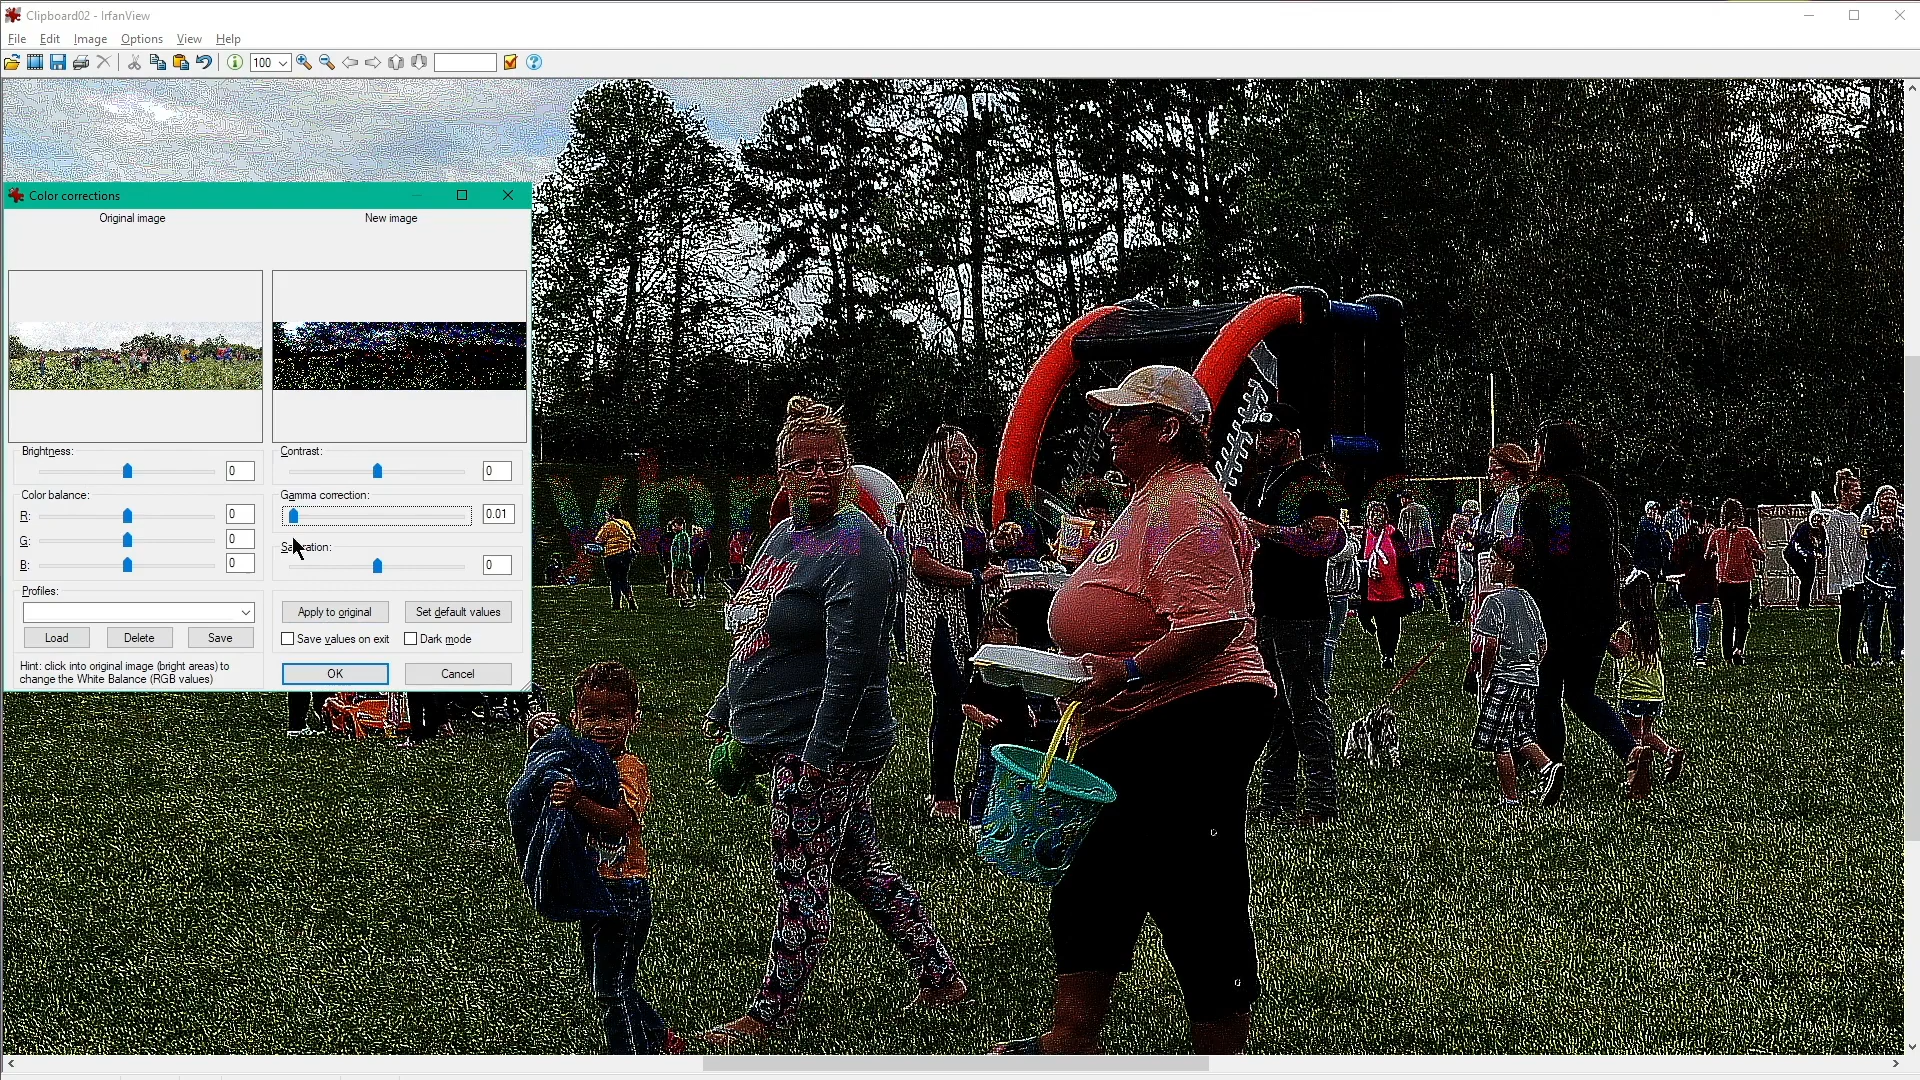 Clipboard02 - IrfanView
File Edit Image Options View Help
100
Color corrections
Original image New image
Brightness: 0 Contrast: 0
Color balance: Gamma correction:
R: 0 0.01
G: 0
B: 0 0
Profiles:
Apply to original Set default values
Load Delete Save Save values on exit Dark mode
Hint: click into original image (bright areas) to
change the White Balance (RGB values)
OK Cancel